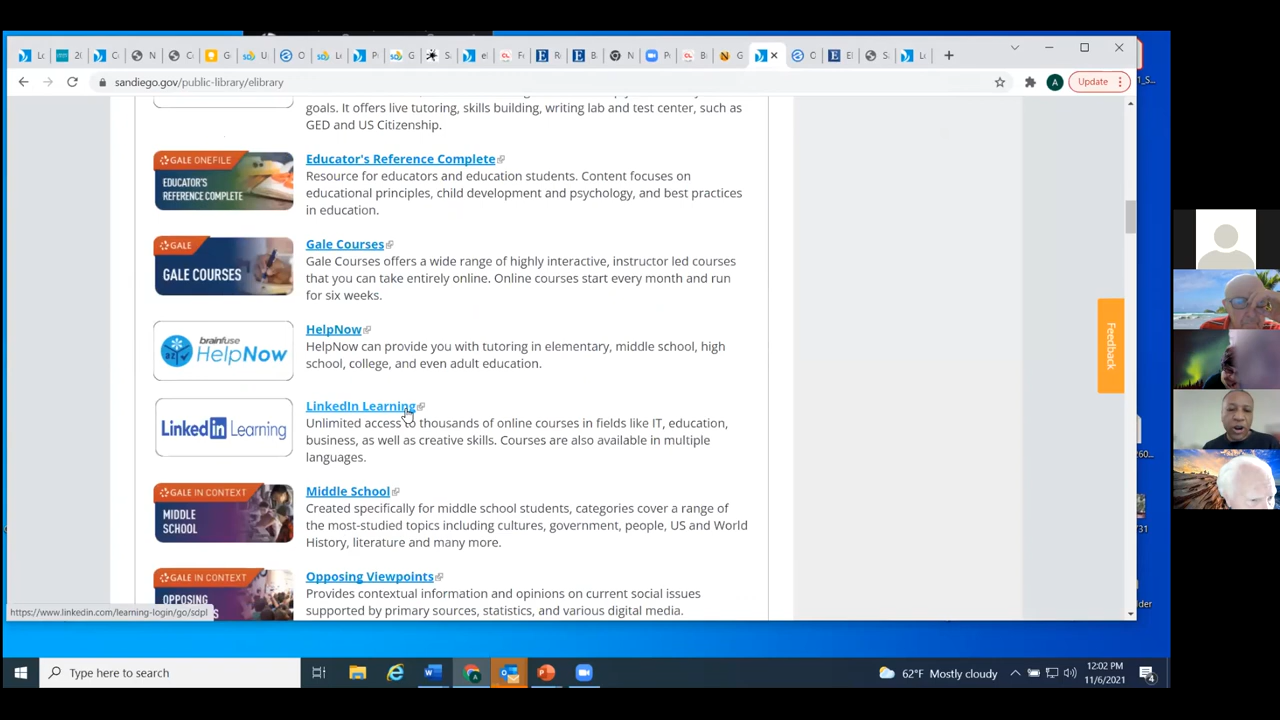 sandiego.gov/public-library/elibrary
Update
goals. It offers live tutoring, skills building, writing lab and test center, such as
GED and US Citizenship.
GALE ONEFILE
EDUCATOR'S
REFERENCE COMPLETE
Educator's Reference Complete
Resource for educators and education students. Content focuses on
educational principles, child development and psychology, and best practices
in education.
GALE
GALE COURSES
Gale Courses
Gale Courses offers a wide range of highly interactive, instructor led courses
that you can take entirely online. Online courses start every month and run
for six weeks.
brainfuse
HelpNow
HelpNow
HelpNow can provide you with tutoring in elementary, middle school, high
school, college, and even adult education.
Linked in Learning
LinkedIn Learning
Unlimited access to thousands of online courses in fields like IT, education,
business, as well as creative skills. Courses are also available in multiple
languages.
GALE IN CONTEXT
MIDDLE
SCHOOL
Middle School
Created specifically for middle school students, categories cover a range of
the most-studied topics including cultures, government, people, US and World
History, literature and many more.
GALE IN CONTEXT
OPPOSING
Opposing Viewpoints
Provides contextual information and opinions on current social issues
supported by primary sources, statistics, and various digital media.
Feedback
https://www.linkedin.com/learning-login/go/sdpl
Type here to search
62°F Mostly cloudy
12:02 PM
11/6/2021
4